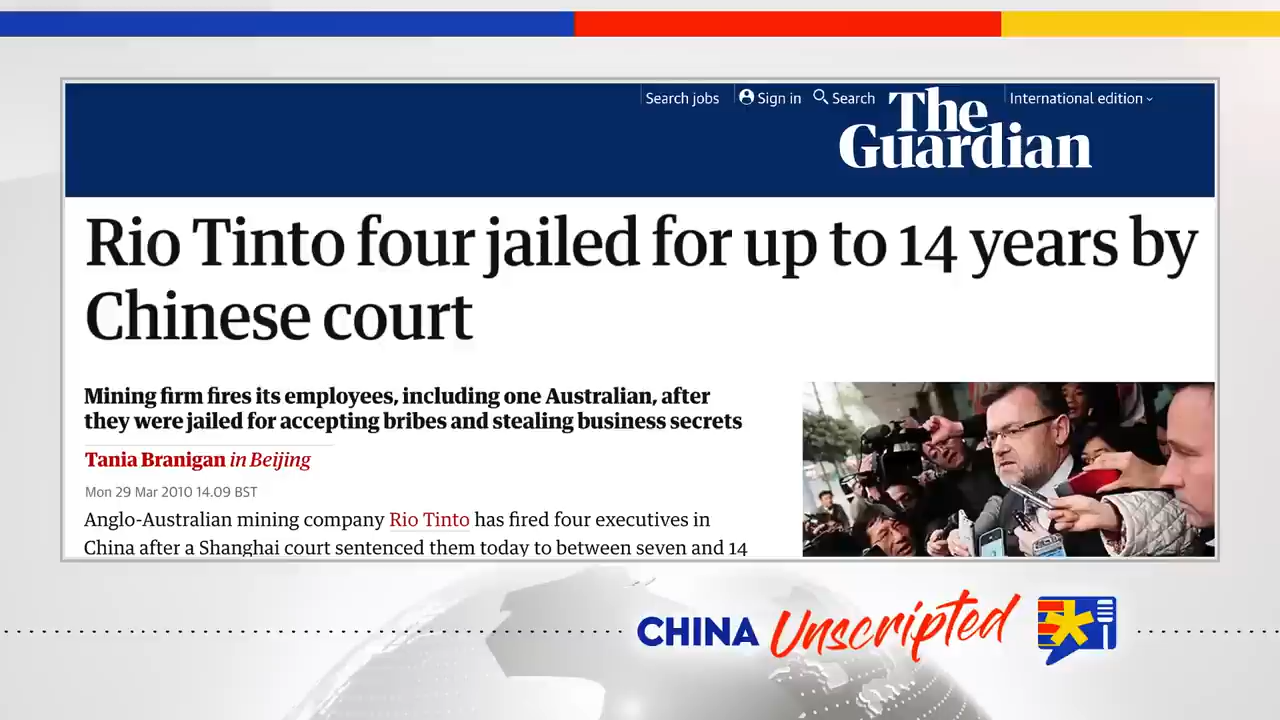 Search jobs
Sign in
Search
International edition
The
Guardian
Rio Tinto four jailed for up to 14 years by
Chinese court
Mining firm fires its employees, including one Australian, after
they were jailed for accepting bribes and stealing business secrets
Tania Branigan in Beijing
Mon 29 Mar 2010 14.09 BST
Anglo-Australian mining company Rio Tinto has fired four executives in
China after a Shanghai court sentenced them today to between seven and 14
CHINA Unscripted